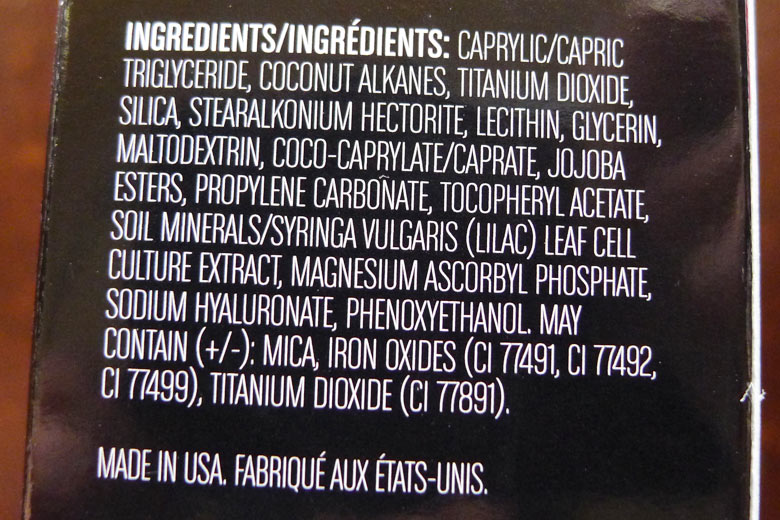 INGREDIENTS/INGRÉDIENTS: CAPRYLIC/CAPRIC
TRIGLYCERIDE, COCONUT ALKANES, TITANIUM DIOXIDE,
SILICA, STEARALKONIUM HECTORITE, LECITHIN, GLYCERIN,
MALTODEXTRIN, COCO-CAPRYLATE/CAPRATE, JOJOBA
ESTERS, PROPYLENE CARBONATE, TOCOPHERYL ACETATE,
SOIL MINERALS/SYRINGA VULGARIS (LILAC) LEAF CELL
CULTURE EXTRACT, MAGNESIUM ASCORBYL PHOSPHATE,
SODIUM HYALURONATE, PHENOXYETHANOL. MAY
CONTAIN (+/-): MICA, IRON OXIDES (CI 77491, CI 77492,
CI 77499), TITANIUM DIOXIDE (CI 77891).
MADE IN USA. FABRIQUÉ AUX ÉTATS-UNIS.